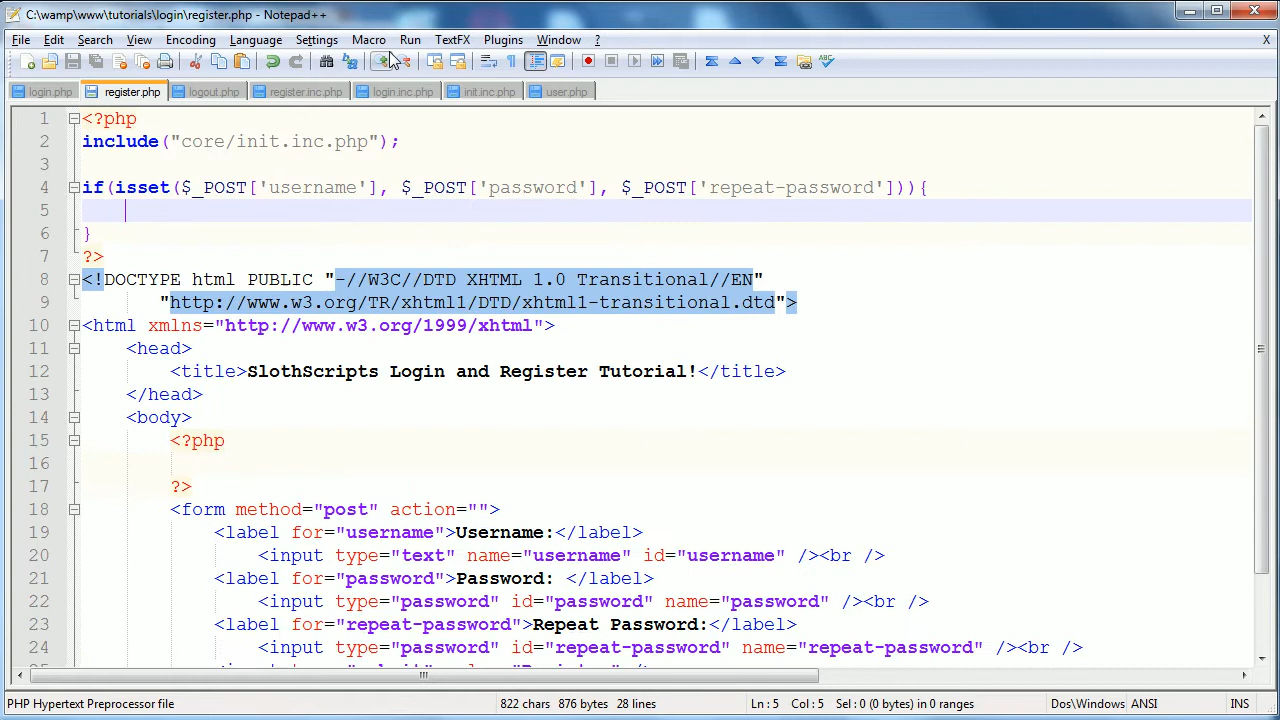 C:\wamp\www\tutorials\login\register.php - Notepad++
File Edit Search View Encoding Language Settings Macro Run TextFX Plugins Window ? X
login.php register.php logout.php register.inc.php login.inc.php init.inc.php user.php
1 <?php
2 include("core/init.inc.php");
3
4 if(isset($_POST['username'], $_POST['password'], $_POST['repeat-password'])){
5
6 }
7 ?>
8 <!DOCTYPE html PUBLIC "-//W3C//DTD XHTML 1.0 Transitional//EN"
9 "http://www.w3.org/TR/xhtml1/DTD/xhtml1-transitional.dtd">
10 <html xmlns="http://www.w3.org/1999/xhtml">
11 <head>
12 <title>SlothScripts Login and Register Tutorial!</title>
13 </head>
14 <body>
15 <?php
16
17 ?>
18 <form method="post" action="">
19 <label for="username">Username:</label>
20 <input type="text" name="username" id="username" /><br />
21 <label for="password">Password: </label>
22 <input type="password" id="password" name="password" /><br />
23 <label for="repeat-password">Repeat Password:</label>
24 <input type="password" id="repeat-password" name="repeat-password" /><br />
PHP Hypertext Preprocessor file 822 chars 876 bytes 28 lines Ln : 5 Col : 5 Sel : 0 (0 bytes) in 0 ranges Dos\Windows ANSI INS